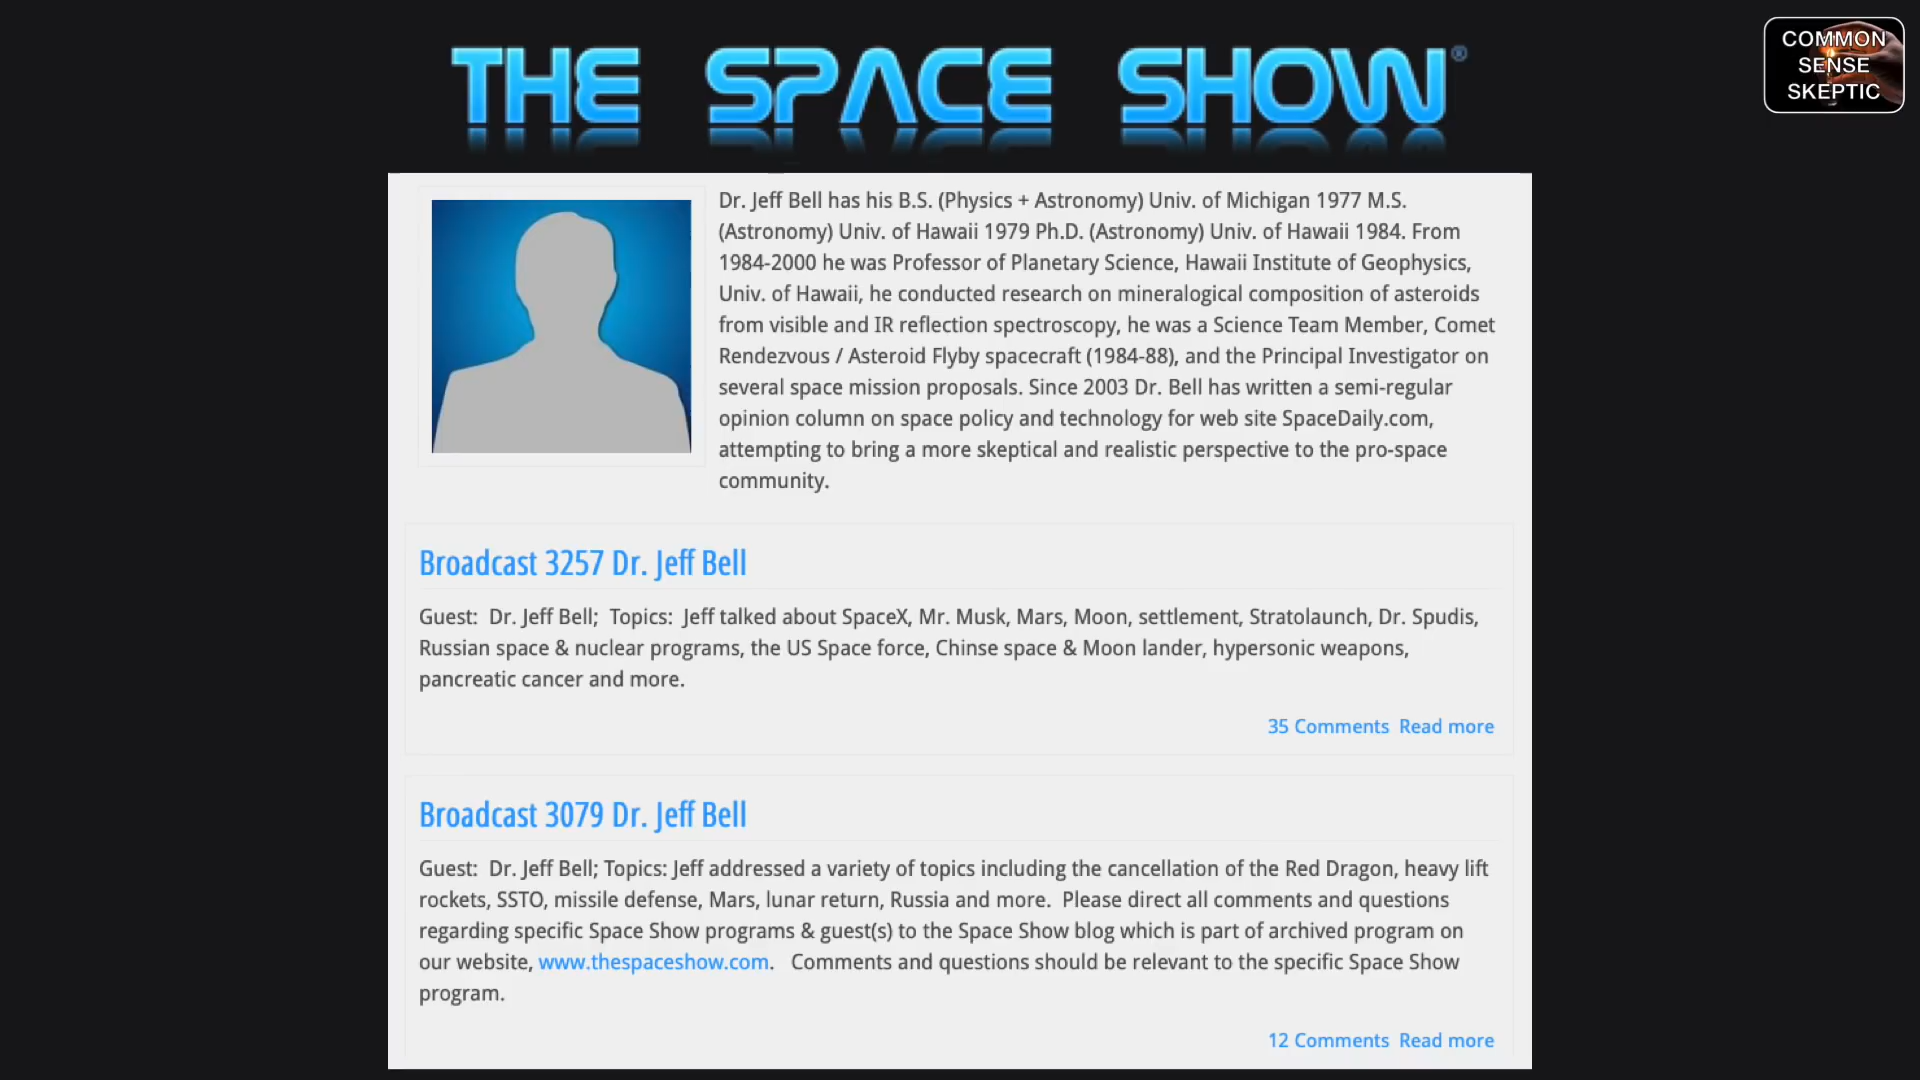 THE SPACE SHOW®
COMMON
SENSE
SKEPTIC
Dr. Jeff Bell has his B.S. (Physics + Astronomy) Univ. of Michigan 1977 M.S.
(Astronomy) Univ. of Hawaii 1979 Ph.D. (Astronomy) Univ. of Hawaii 1984. From
1984-2000 he was Professor of Planetary Science, Hawaii Institute of Geophysics,
Univ. of Hawaii, he conducted research on mineralogical composition of asteroids
from visible and IR reflection spectroscopy, he was a Science Team Member, Comet
Rendezvous / Asteroid Flyby spacecraft (1984-88), and the Principal Investigator on
several space mission proposals. Since 2003 Dr. Bell has written a semi-regular
opinion column on space policy and technology for web site SpaceDaily.com,
attempting to bring a more skeptical and realistic perspective to the pro-space
community.
Broadcast 3257 Dr. Jeff Bell
Guest:  Dr. Jeff Bell;  Topics:  Jeff talked about SpaceX, Mr. Musk, Mars, Moon, settlement, Stratolaunch, Dr. Spudis,
Russian space & nuclear programs, the US Space force, Chinse space & Moon lander, hypersonic weapons,
pancreatic cancer and more.
35 Comments  Read more
Broadcast 3079 Dr. Jeff Bell
Guest:  Dr. Jeff Bell; Topics: Jeff addressed a variety of topics including the cancellation of the Red Dragon, heavy lift
rockets, SSTO, missile defense, Mars, lunar return, Russia and more.  Please direct all comments and questions
regarding specific Space Show programs & guest(s) to the Space Show blog which is part of archived program on
our website, www.thespaceshow.com.   Comments and questions should be relevant to the specific Space Show
program.
12 Comments  Read more